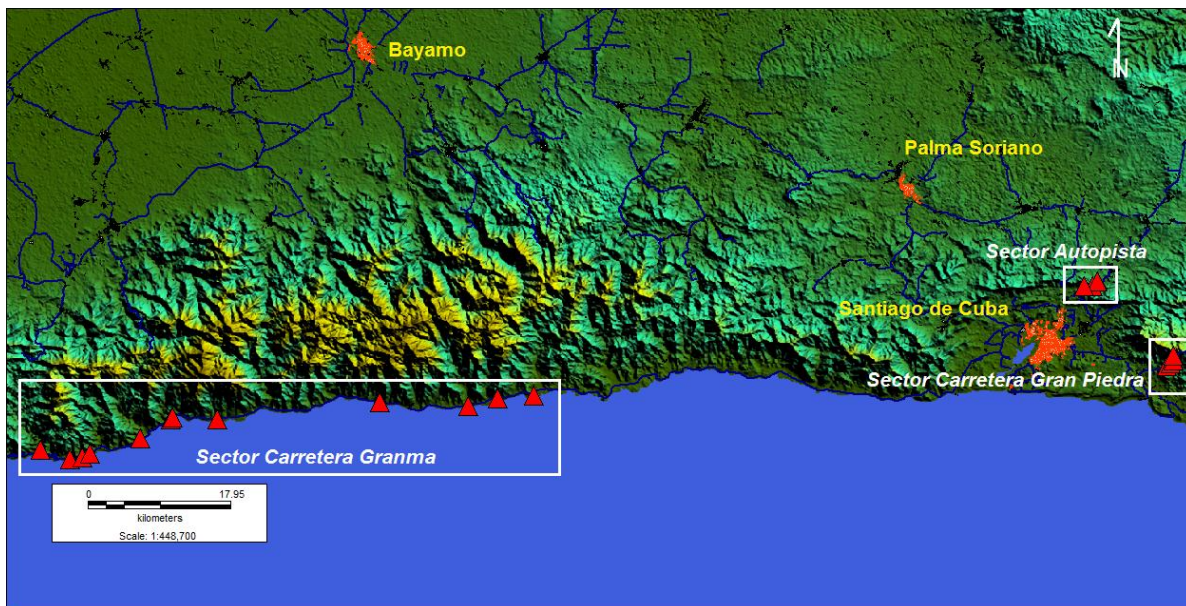 Bayamo
N
Palma Soriano
Sector Autopista
Santiago de Cuba
Sector Carretera Gran Piedra
Sector Carretera Granma
0 17.95
kilometers
Scale: 1:448,700